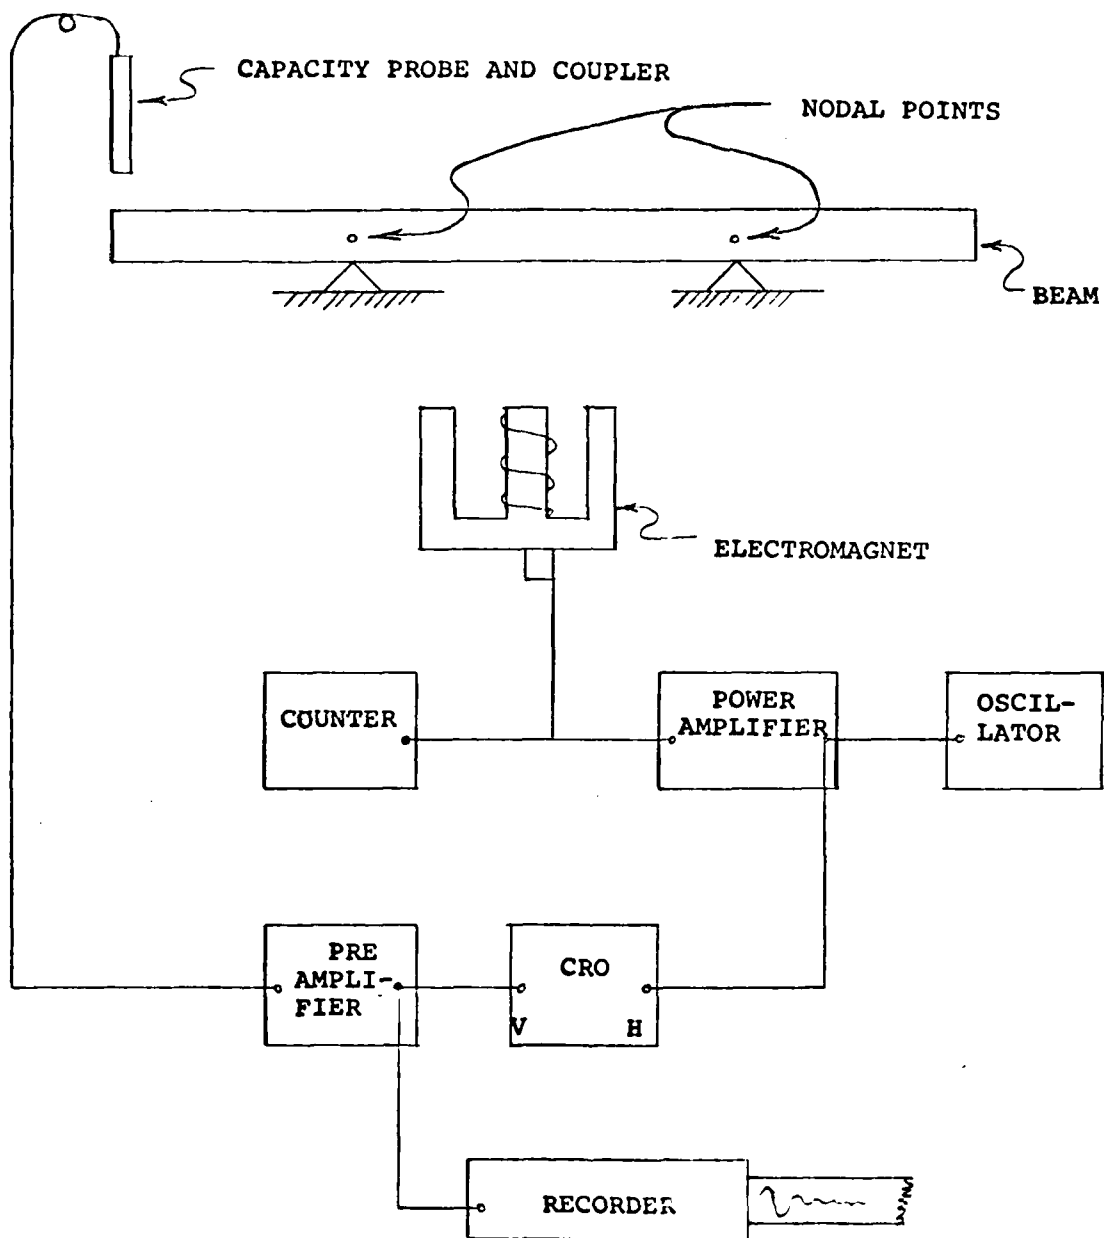 CAPACITY PROBE AND COUPLER
NODAL POINTS
BEAM
ELECTROMAGNET
COUNTER
POWER
AMPLIFIER
OSCIL-
LATOR
PRE
AMPLI-
FIER
CRO
V
H
RECORDER